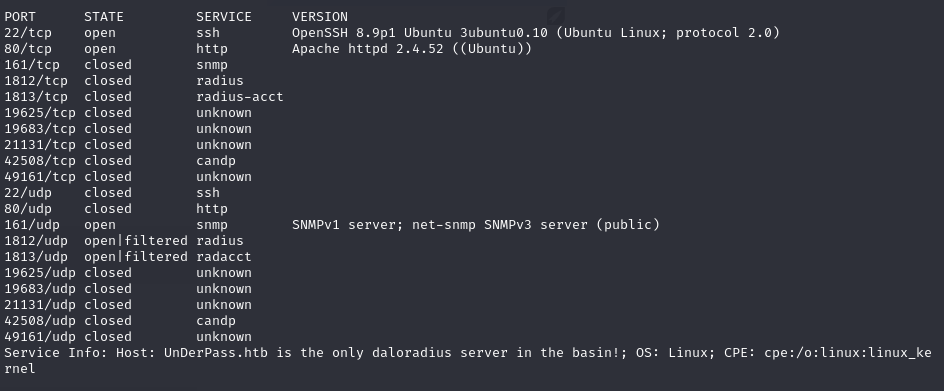 PORT      STATE         SERVICE     VERSION
22/tcp    open          ssh         OpenSSH 8.9p1 Ubuntu 3ubuntu0.10 (Ubuntu Linux; protocol 2.0)
80/tcp    open          http        Apache httpd 2.4.52 ((Ubuntu))
161/tcp   closed        snmp
1812/tcp  closed        radius
1813/tcp  closed        radius-acct
19625/tcp closed        unknown
19683/tcp closed        unknown
21131/tcp closed        unknown
42508/tcp closed        candp
49161/tcp closed        unknown
22/udp    closed        ssh
80/udp    closed        http
161/udp   open          snmp        SNMPv1 server; net-snmp SNMPv3 server (public)
1812/udp  open|filtered radius
1813/udp  open|filtered radacct
19625/udp closed        unknown
19683/udp closed        unknown
21131/udp closed        unknown
42508/udp closed        candp
49161/udp closed        unknown
Service Info: Host: UnDerPass.htb is the only daloradius server in the basin!; OS: Linux; CPE: cpe:/o:linux:linux_ke
rnel